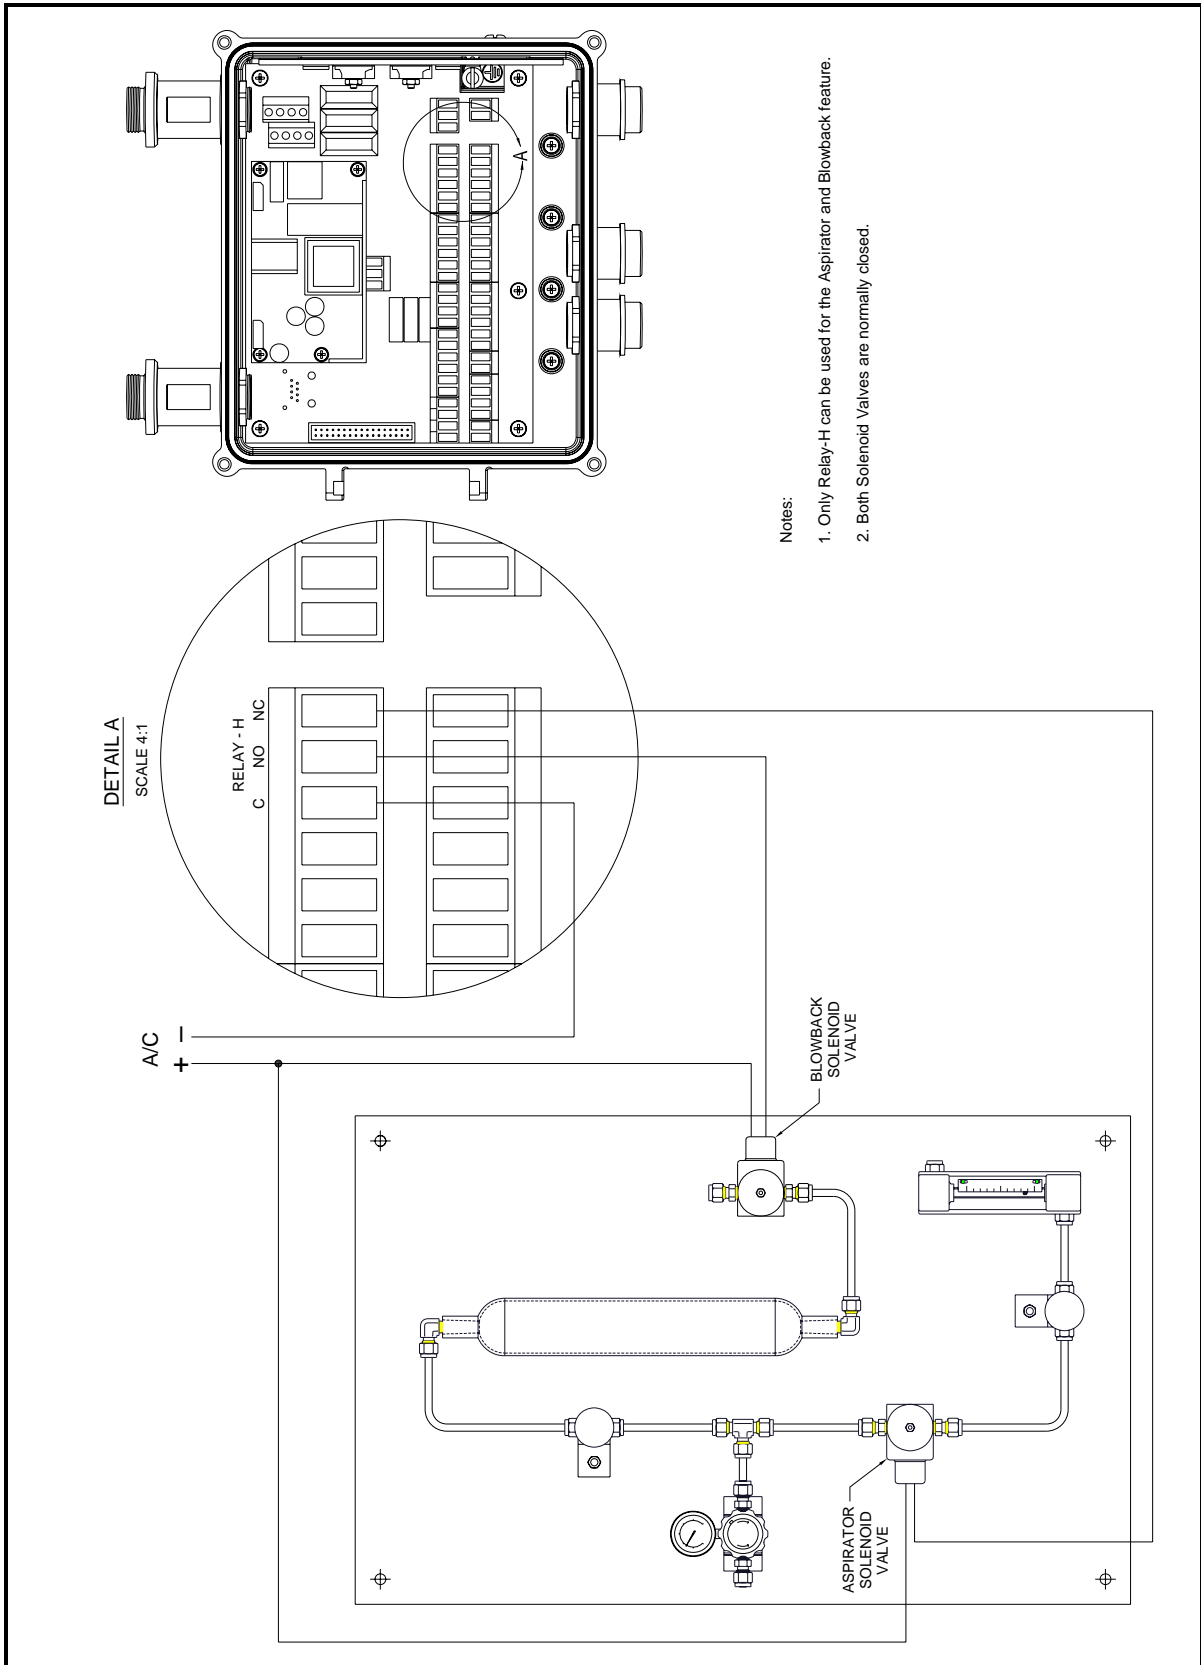 DETAIL A
SCALE 4:1
RELAY - H
C NO NC
A
A/C
+ −
BLOWBACK
SOLENOID
VALVE
ASPIRATOR
SOLENOID
VALVE
Notes:
1. Only Relay-H can be used for the Aspirator and Blowback feature.
2. Both Solenoid Valves are normally closed.